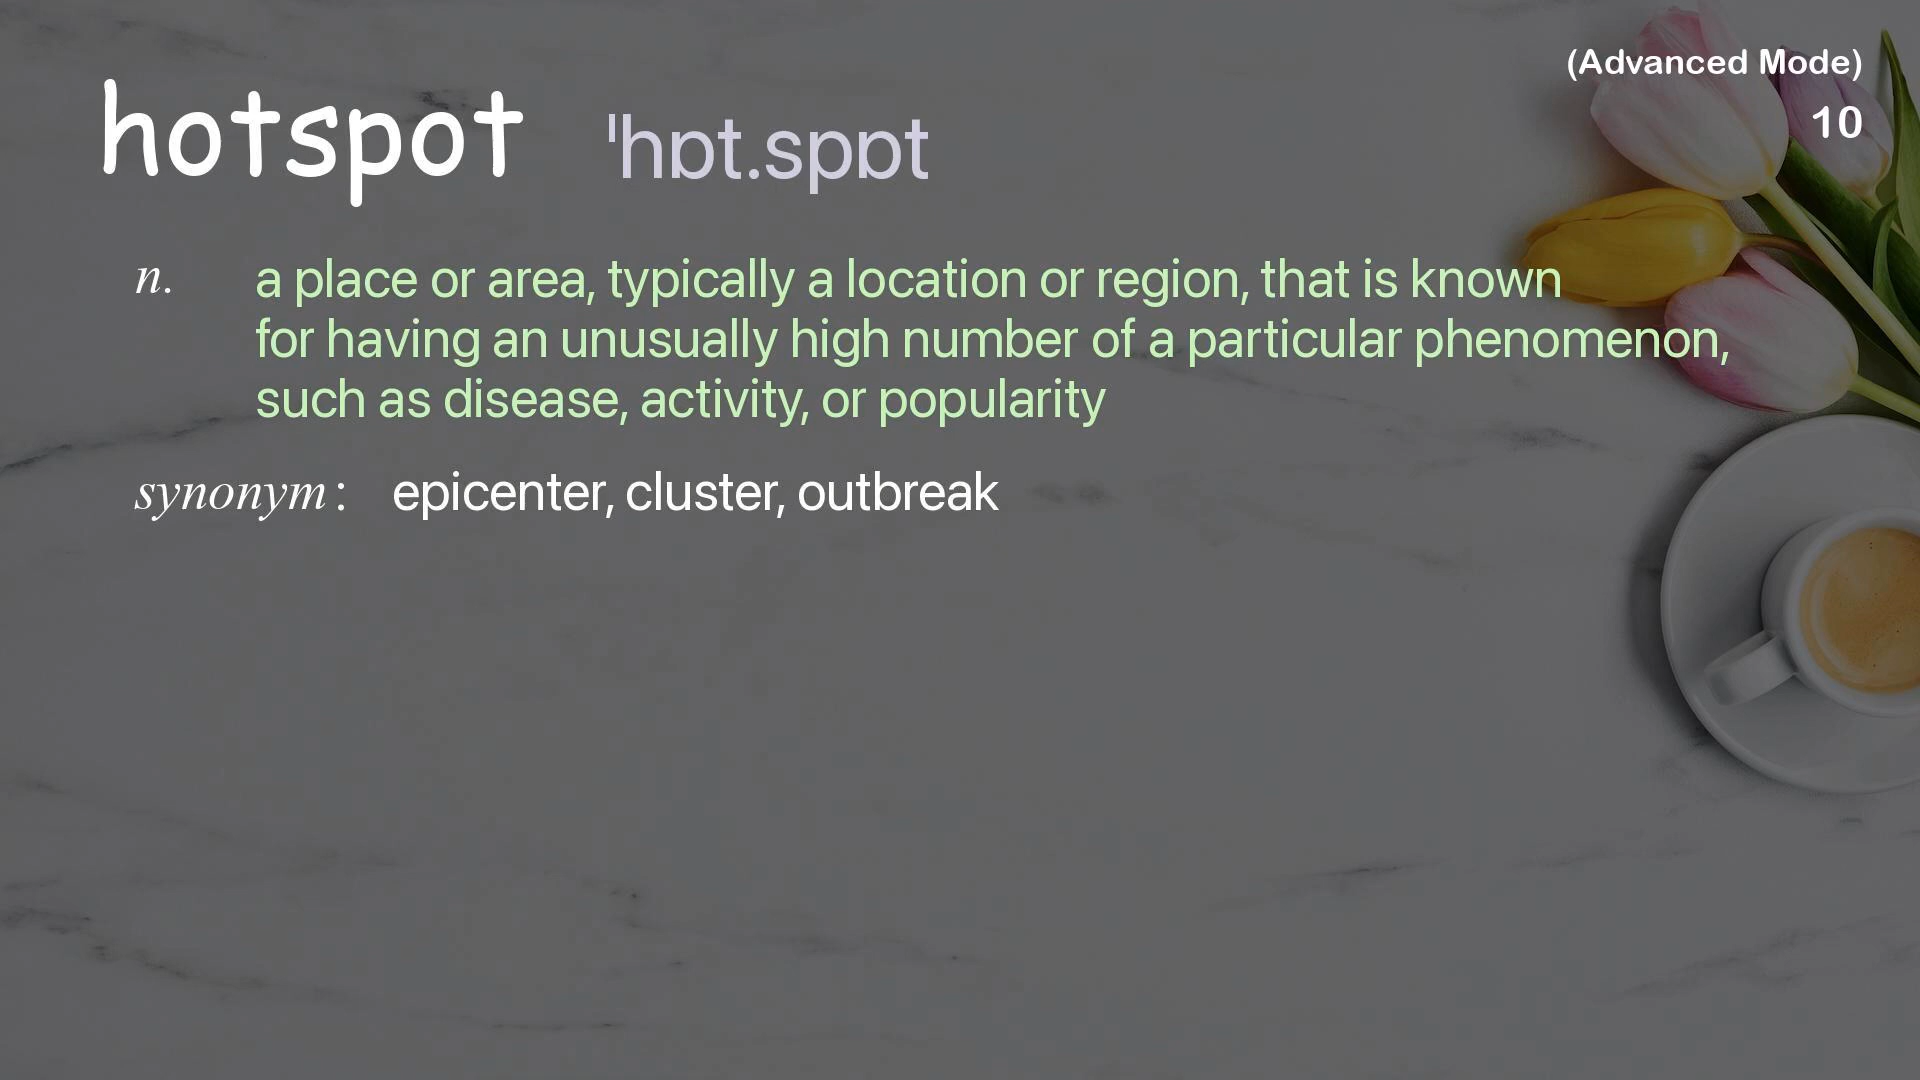 (Advanced Mode)
10
hotspot ˈhɒt.spɒt
n. a place or area, typically a location or region, that is known
for having an unusually high number of a particular phenomenon,
such as disease, activity, or popularity
synonym: epicenter, cluster, outbreak